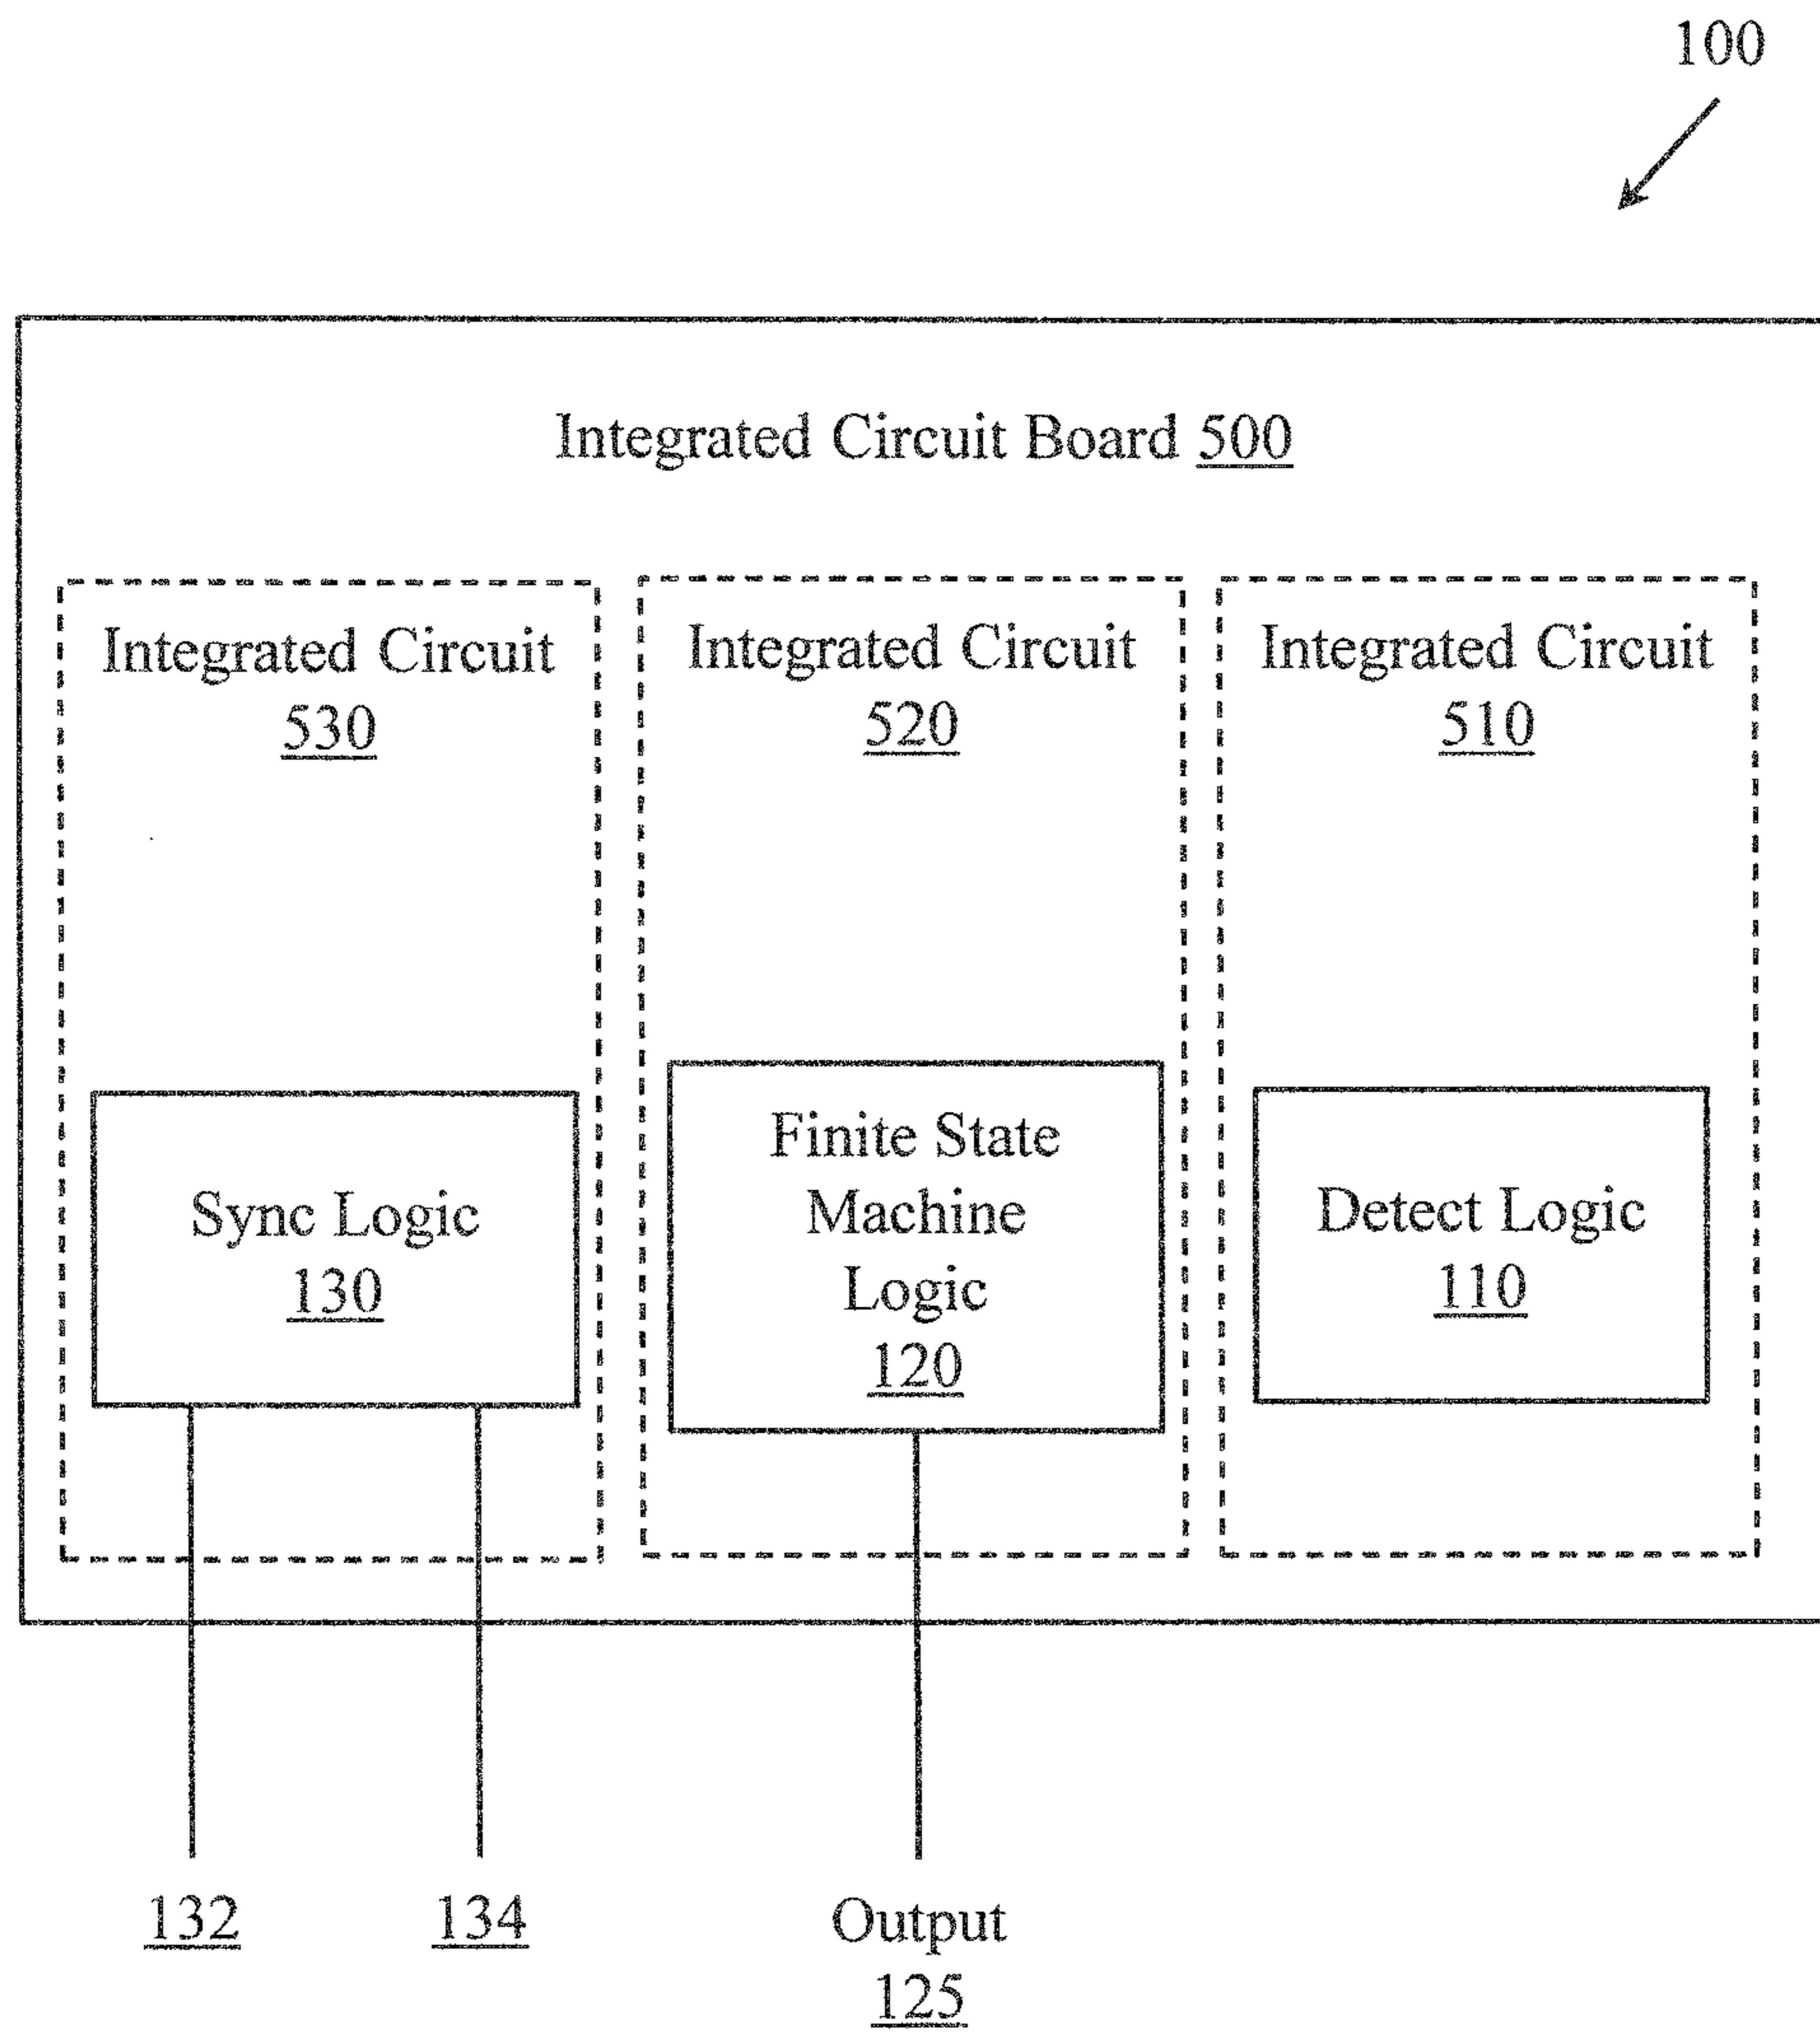 100
Integrated Circuit Board 500
Integrated Circuit
530
Integrated Circuit
520
Integrated Circuit
510
Sync Logic
130
Finite State
Machine
Logic
120
Detect Logic
110
132
134
Output
125